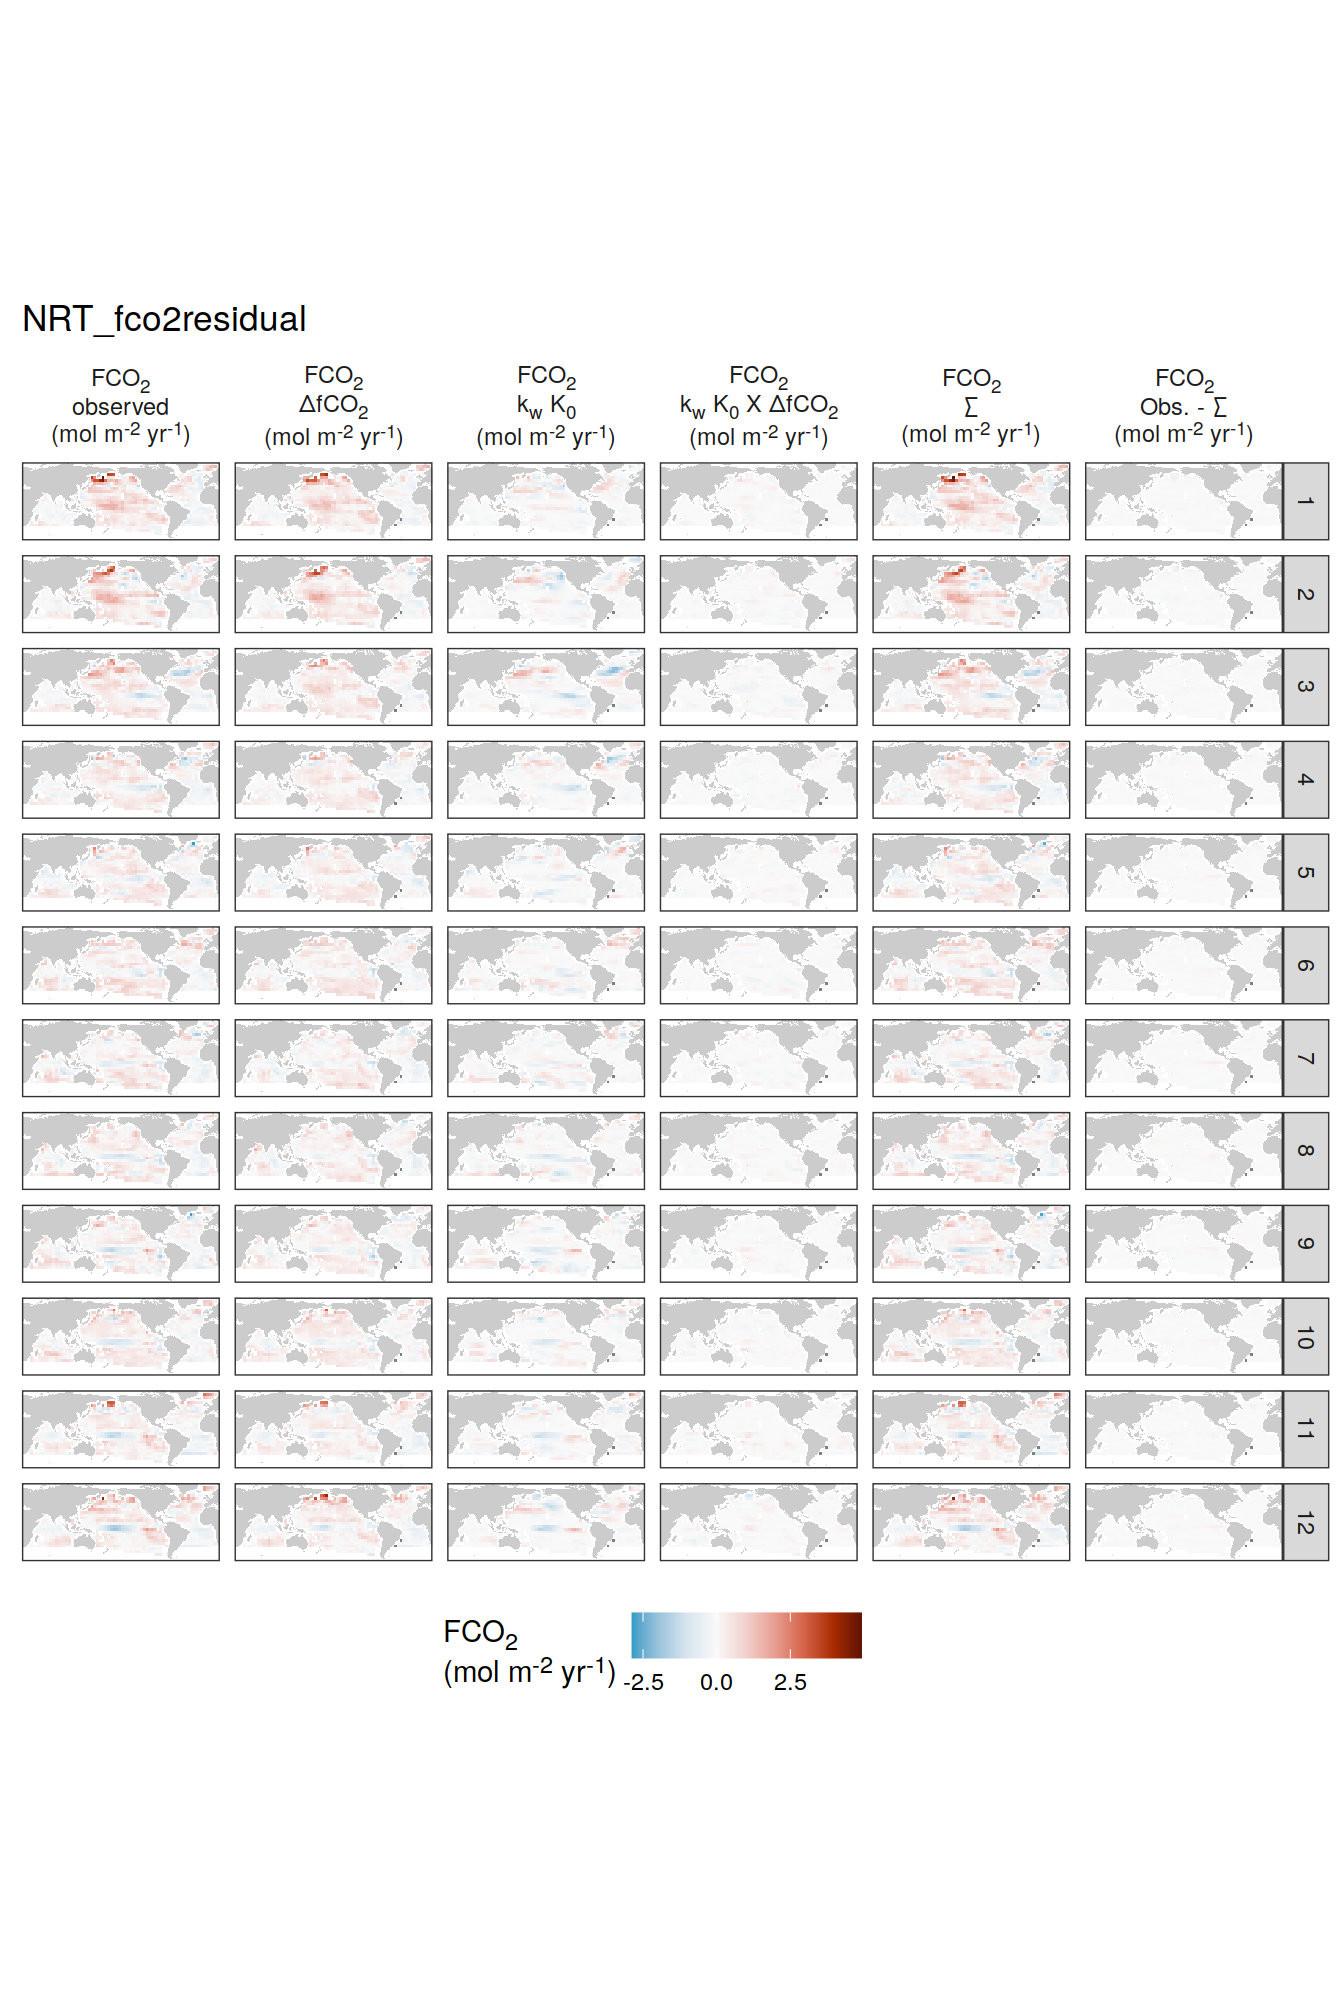 NRT_fco2residual
FCO₂ FCO₂ FCO₂ FCO₂ FCO₂ FCO₂
observed ΔfCO₂ k_w K₀ k_w K₀ X ΔfCO₂ ∑ Obs. - ∑
(mol m⁻² yr⁻¹) (mol m⁻² yr⁻¹) (mol m⁻² yr⁻¹) (mol m⁻² yr⁻¹) (mol m⁻² yr⁻¹) (mol m⁻² yr⁻¹)
1
2
3
4
5
6
7
8
9
10
11
12
FCO₂
(mol m⁻² yr⁻¹)
-2.5 0.0 2.5